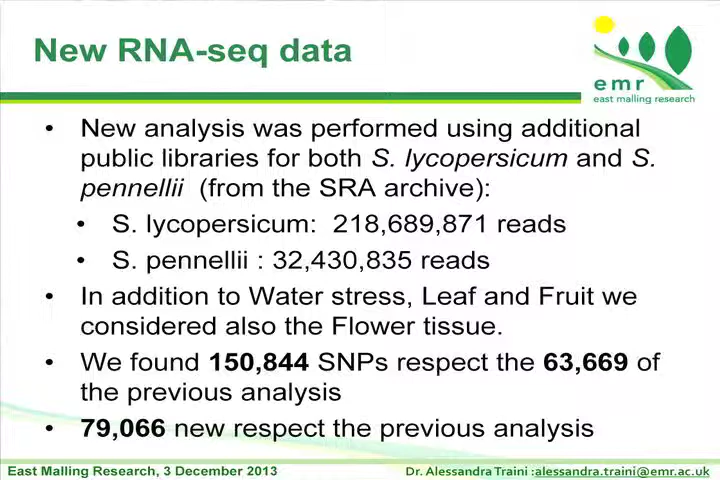 New RNA-seq data
e m r
east malling research
• New analysis was performed using additional
public libraries for both S. lycopersicum and S.
pennellii (from the SRA archive):
• S. lycopersicum: 218,689,871 reads
• S. pennellii : 32,430,835 reads
• In addition to Water stress, Leaf and Fruit we
considered also the Flower tissue.
• We found 150,844 SNPs respect the 63,669 of
the previous analysis
• 79,066 new respect the previous analysis
East Malling Research, 3 December 2013
Dr. Alessandra Traini :alessandra.traini@emr.ac.uk